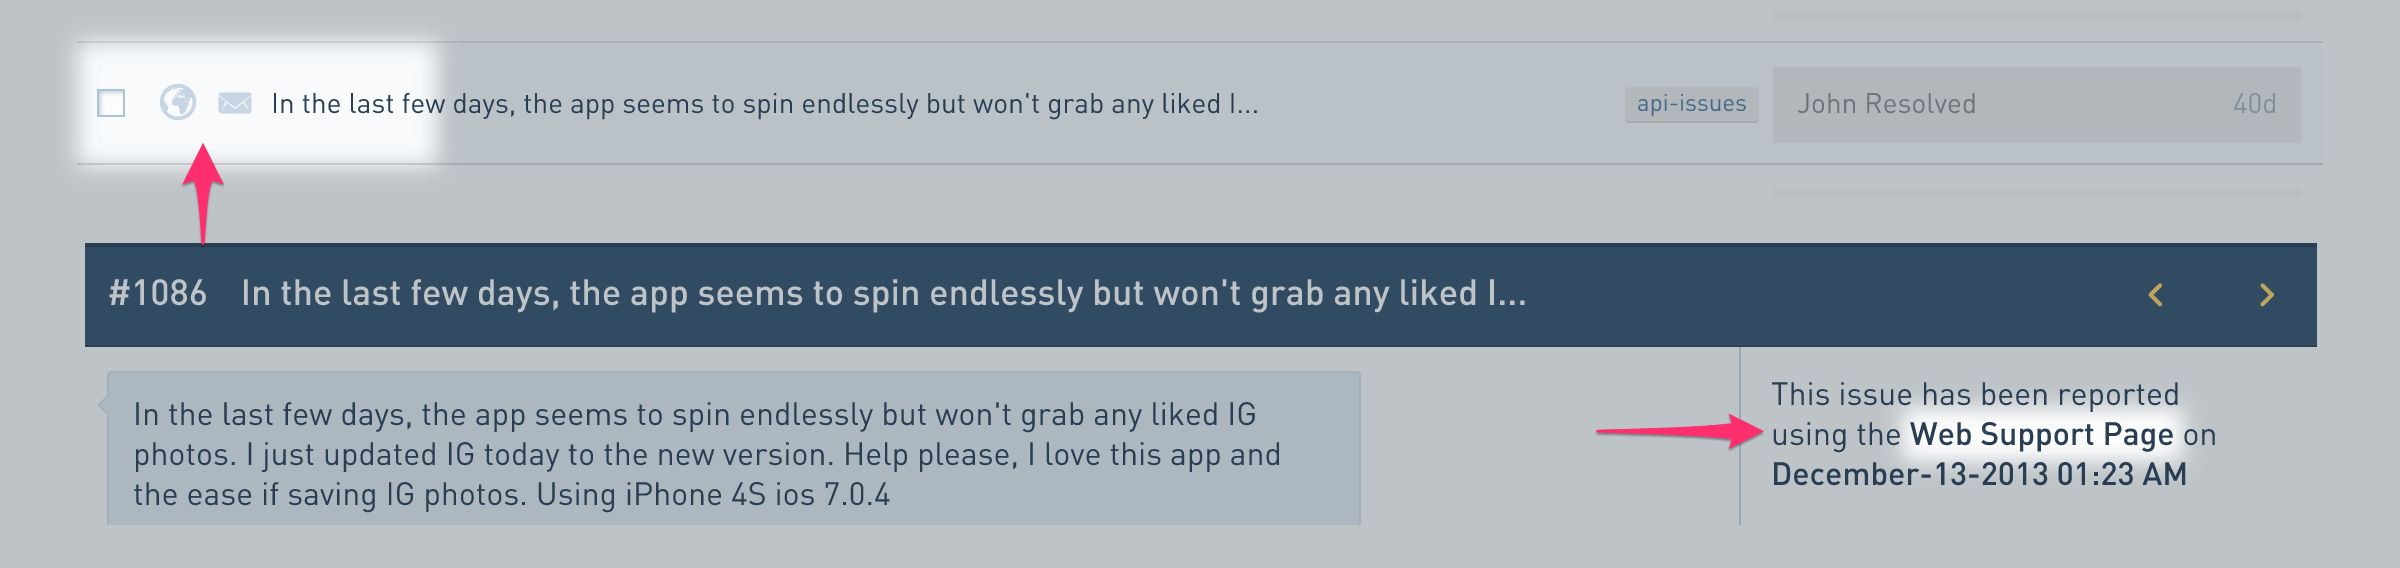 In the last few days, the app seems to spin endlessly but won't grab any liked I...
api-issues
John Resolved
40d
#1086 In the last few days, the app seems to spin endlessly but won't grab any liked I...
In the last few days, the app seems to spin endlessly but won't grab any liked IG
photos. I just updated IG today to the new version. Help please, I love this app and
the ease if saving IG photos. Using iPhone 4S ios 7.0.4
This issue has been reported
using the Web Support Page on
December-13-2013 01:23 AM